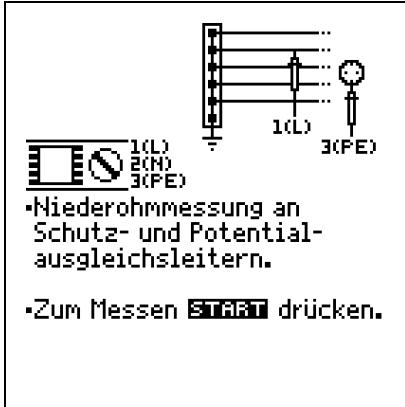 1(L)
3(PE)
1(L)
2(N)
3(PE)
▪Niederohmmessung an
Schutz- und Potential-
ausgleichsleitern.
▪Zum Messen START drücken.